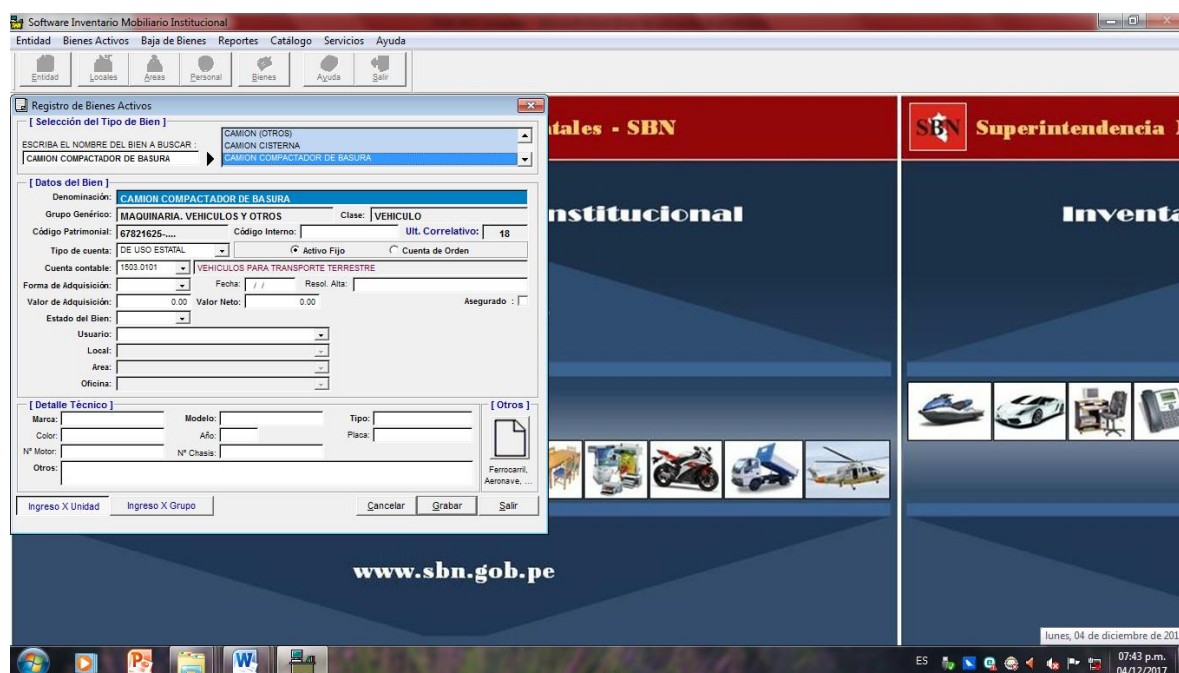 Software Inventario Mobiliario Institucional
Entidad Bienes Activos Baja de Bienes Reportes Catálogo Servicios Ayuda
Entidad Locales Áreas Personal Bienes Ayuda Salir
Registro de Bienes Activos
[ Selección del Tipo de Bien ]
CAMION (OTROS)
ESCRIBA EL NOMBRE DEL BIEN A BUSCAR : CAMION CISTERNA
CAMION COMPACTADOR DE BASURA CAMION COMPACTADOR DE BASURA
[ Datos del Bien ]
Denominación: CAMION COMPACTADOR DE BASURA
Grupo Genérico: MAQUINARIA. VEHICULOS Y OTROS Clase: VEHICULO
Código Patrimonial: 67821625-.... Código Interno: Ult. Correlativo: 18
Tipo de cuenta: DE USO ESTATAL Activo Fijo Cuenta de Orden
Cuenta contable: 1503.0101 VEHICULOS PARA TRANSPORTE TERRESTRE
Forma de Adquisición: Fecha: / / Resol. Alta:
Valor de Adquisición: 0.00 Valor Neto: 0.00 Asegurado :
Estado del Bien:
Usuario:
Local:
Area:
Oficina:
[ Detalle Técnico ] [ Otros ]
Marca: Modelo: Tipo:
Color: Año: Placa:
Nº Motor: Nº Chasis:
Otros: Ferrocarril,
Aeronave, ...
Ingreso X Unidad Ingreso X Grupo Cancelar Grabar Salir
tales - SBN
SBN Superintendencia
nstitucional
Inventa
www.sbn.gob.pe
lunes, 04 de diciembre de 201
ES 07:43 p.m.
04/12/2017